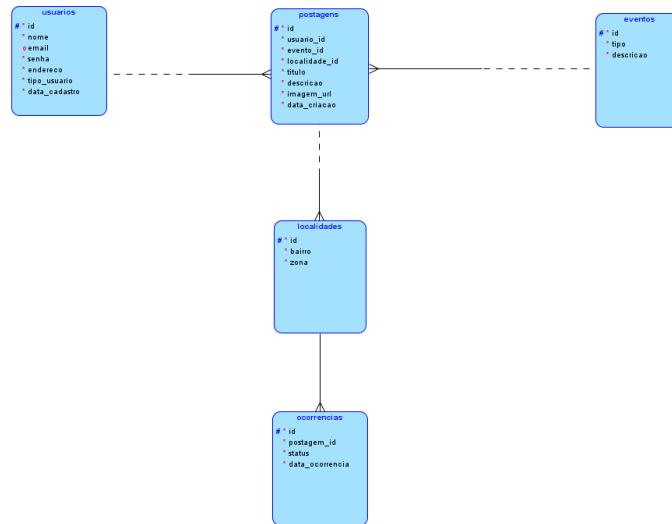 usuarios
# * id
* nome
o email
* senha
* endereco
* tipo_usuario
* data_cadastro
postagens
# * id
* usuario_id
* evento_id
* localidade_id
* titulo
* descricao
* imagem_url
* data_criacao
eventos
# * id
* tipo
* descricao
localidades
# * id
* bairro
* zona
ocorrencias
# * id
* postagem_id
* status
* data_ocorrencia